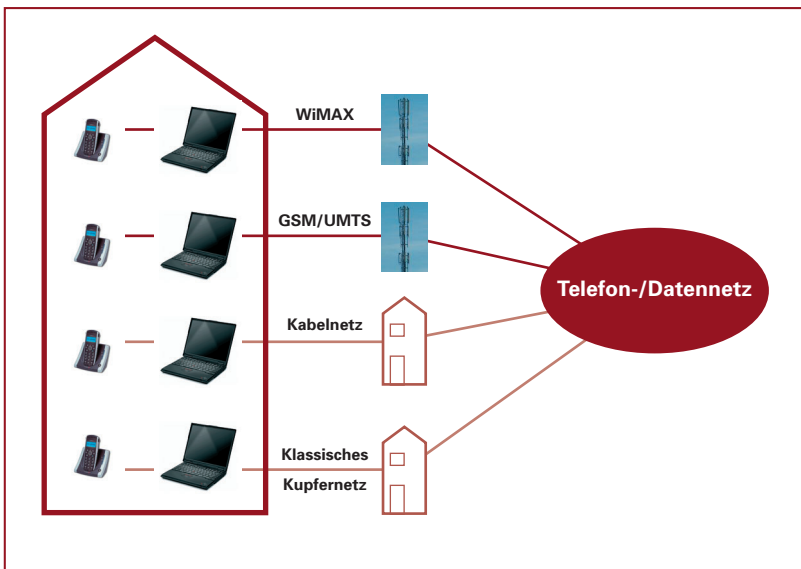 WiMAX
GSM/UMTS
Telefon-/Datennetz
Kabelnetz
Klassisches
Kupfernetz